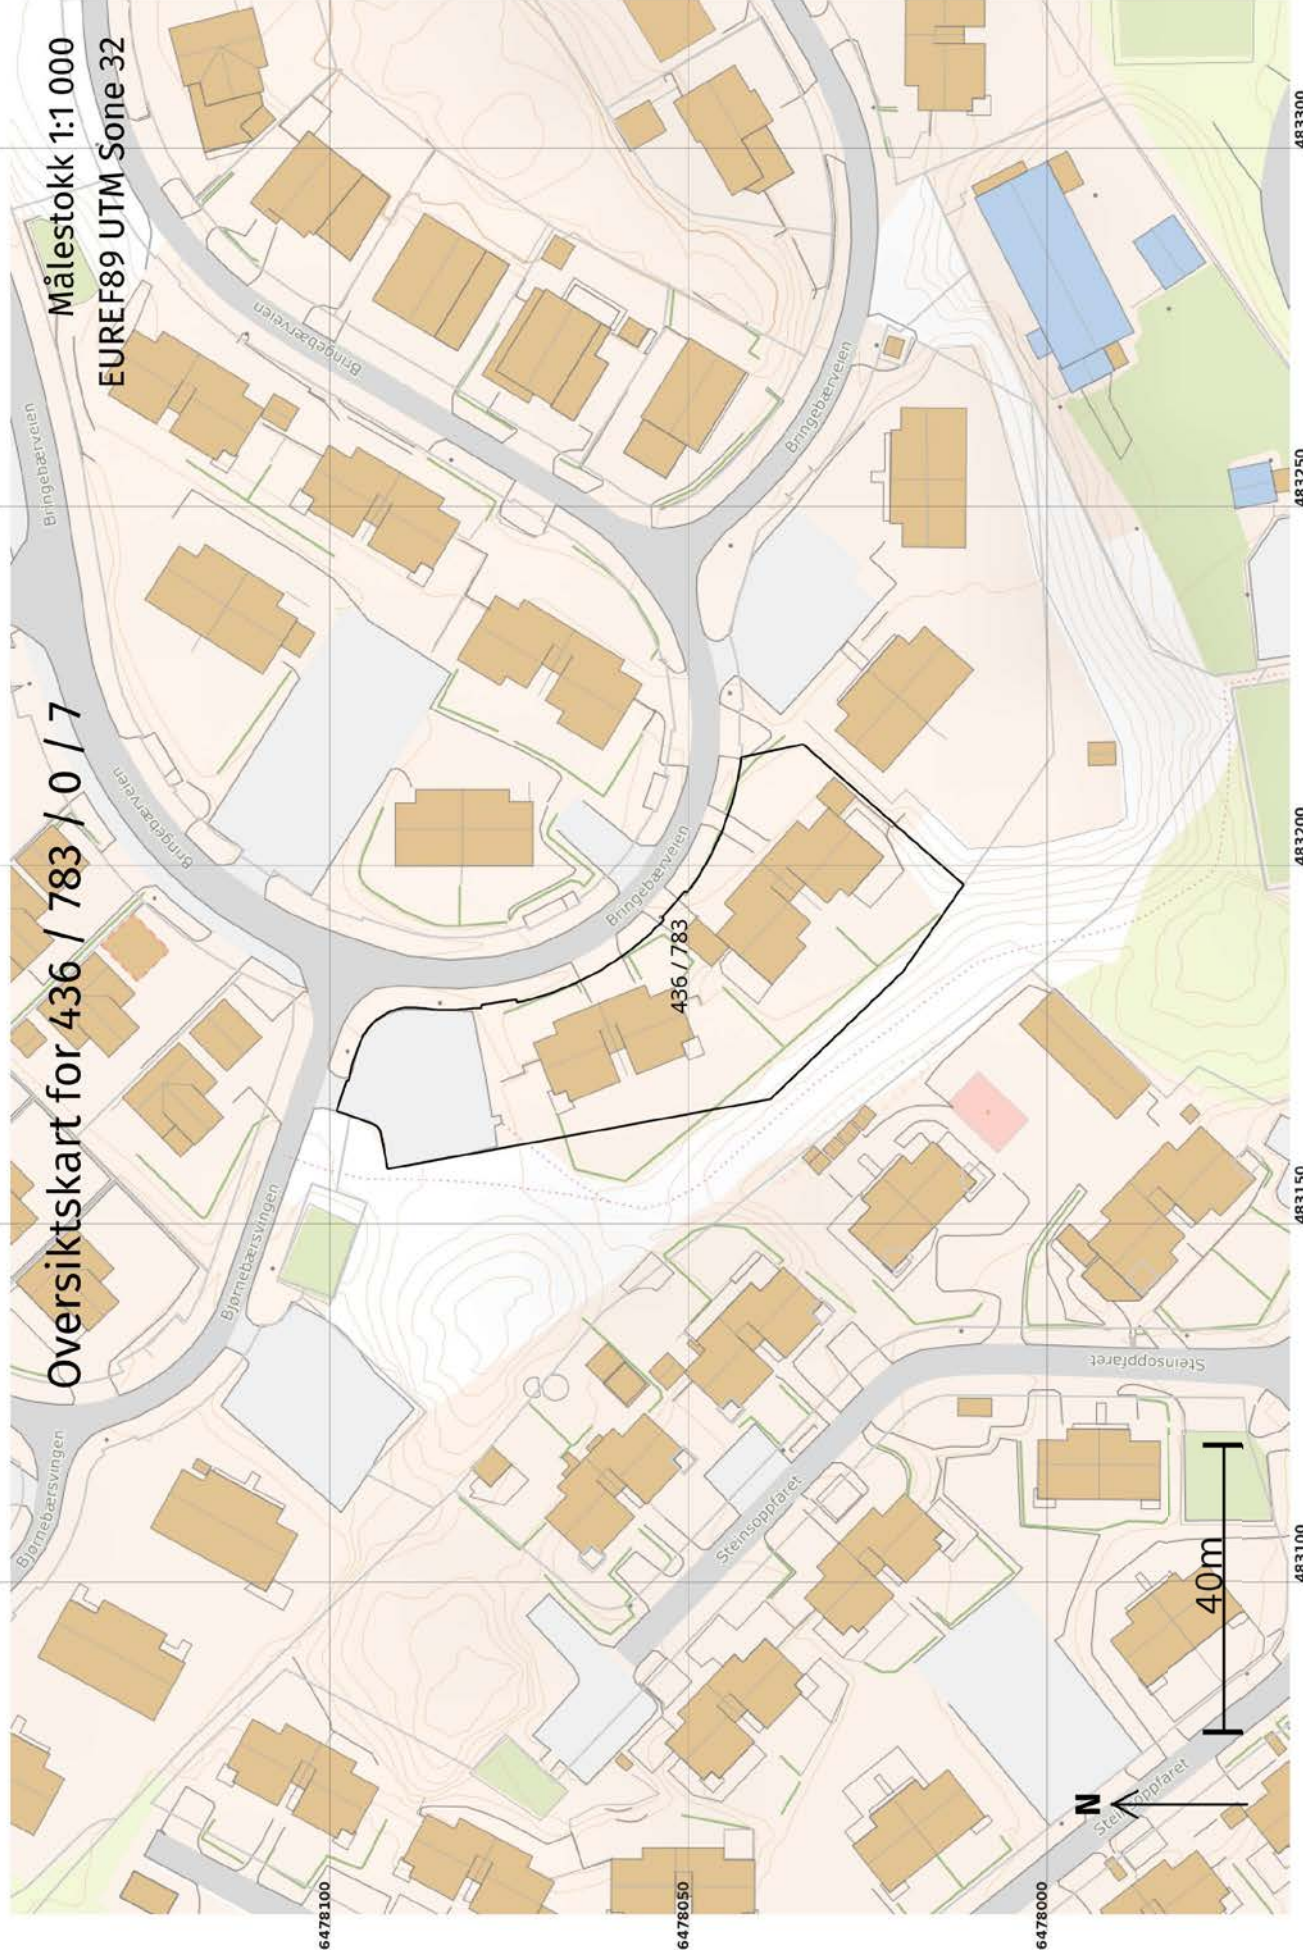 Oversiktskart for 436 / 783 / 0 / 7
Målestokk 1:1 000
EUREF89 UTM Sone 32
Bjørnebærsvingen
Bjørnebærsvingen
Bringebærveien
Bringebærveien
Bringebærveien
Bringebærveien
Bringebærveien
436 / 783
Steinsoppfaret
Steinsoppfaret
Steinsoppfaret
N
40m
6478100
6478050
6478000
483100
483150
483200
483250
483300